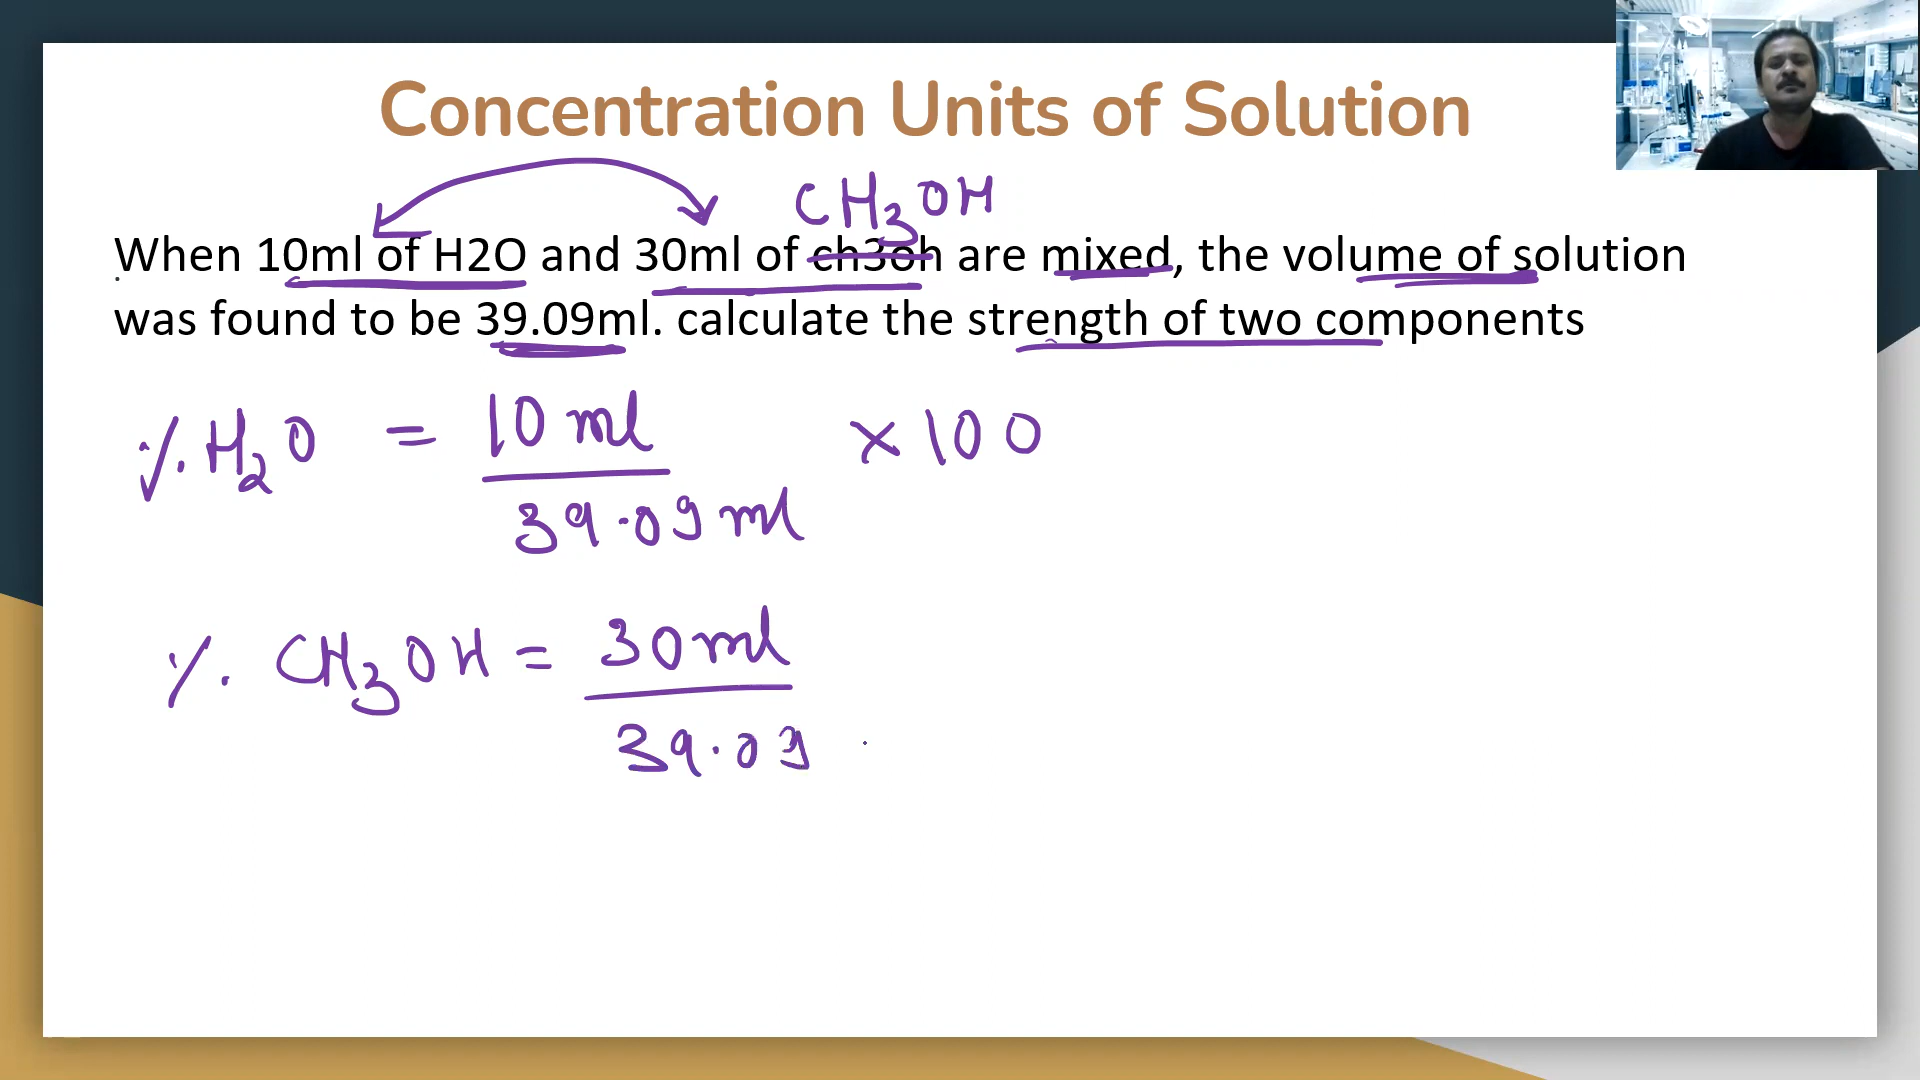 Concentration Units of Solution
CH3OH
When 10ml of H2O and 30ml of ch3oh are mixed, the volume of solution
was found to be 39.09ml. calculate the strength of two components
% H2O = 10 ml / 39.09 ml × 100
% CH3OH = 30 ml / 39.09